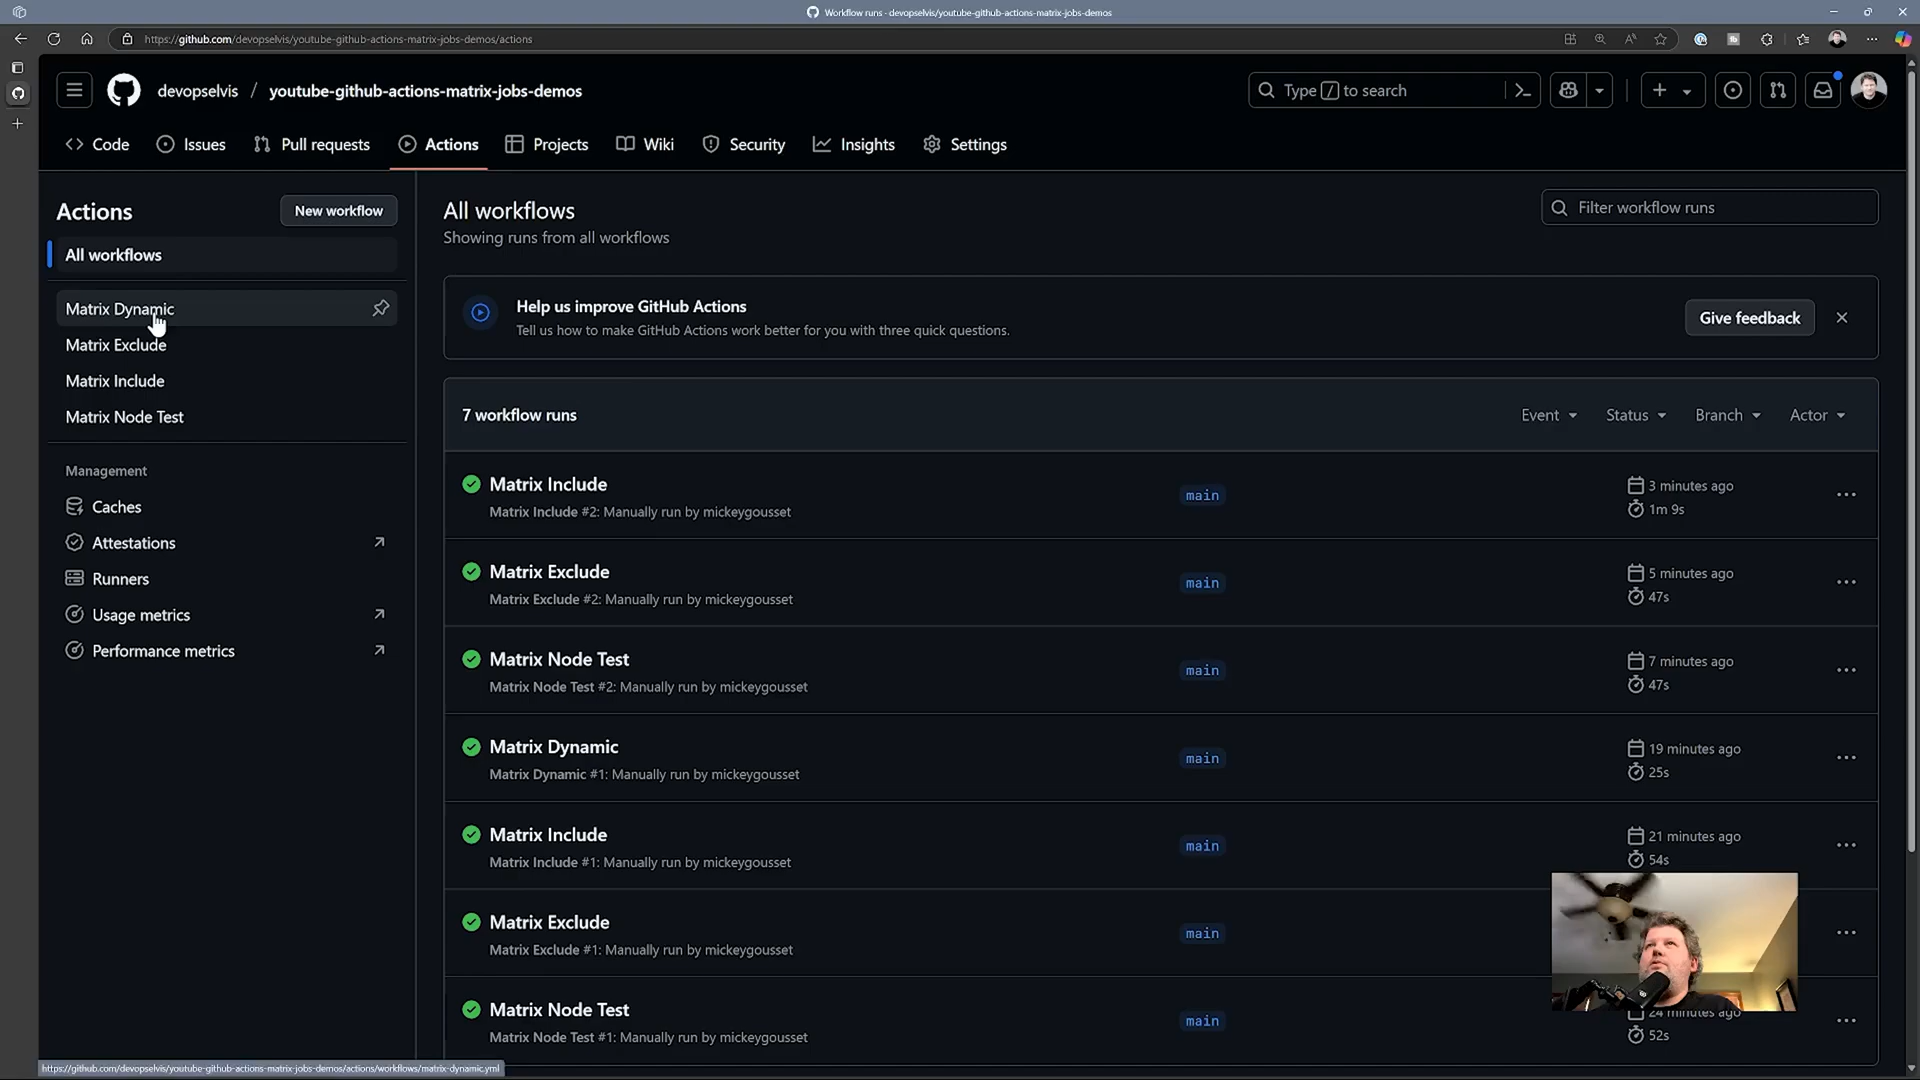 Workflow runs · devopselvis/youtube-github-actions-matrix-jobs-demos
https://github.com/devopselvis/youtube-github-actions-matrix-jobs-demos/actions
devopselvis / youtube-github-actions-matrix-jobs-demos
Type / to search
Code Issues Pull requests Actions Projects Wiki Security Insights Settings
Actions
New workflow
All workflows
Matrix Dynamic
Matrix Exclude
Matrix Include
Matrix Node Test
Management
Caches
Attestations
Runners
Usage metrics
Performance metrics
All workflows
Showing runs from all workflows
Filter workflow runs
Help us improve GitHub Actions
Tell us how to make GitHub Actions work better for you with three quick questions.
Give feedback
7 workflow runs
Event Status Branch Actor
Matrix Include
Matrix Include #2: Manually run by mickeygousset
main
3 minutes ago
1m 9s
Matrix Exclude
Matrix Exclude #2: Manually run by mickeygousset
main
5 minutes ago
47s
Matrix Node Test
Matrix Node Test #2: Manually run by mickeygousset
main
7 minutes ago
47s
Matrix Dynamic
Matrix Dynamic #1: Manually run by mickeygousset
main
19 minutes ago
25s
Matrix Include
Matrix Include #1: Manually run by mickeygousset
main
21 minutes ago
54s
Matrix Exclude
Matrix Exclude #1: Manually run by mickeygousset
main
Matrix Node Test
Matrix Node Test #1: Manually run by mickeygousset
main
24 minutes ago
52s
https://github.com/devopselvis/youtube-github-actions-matrix-jobs-demos/actions/workflows/matrix-dynamic.yml